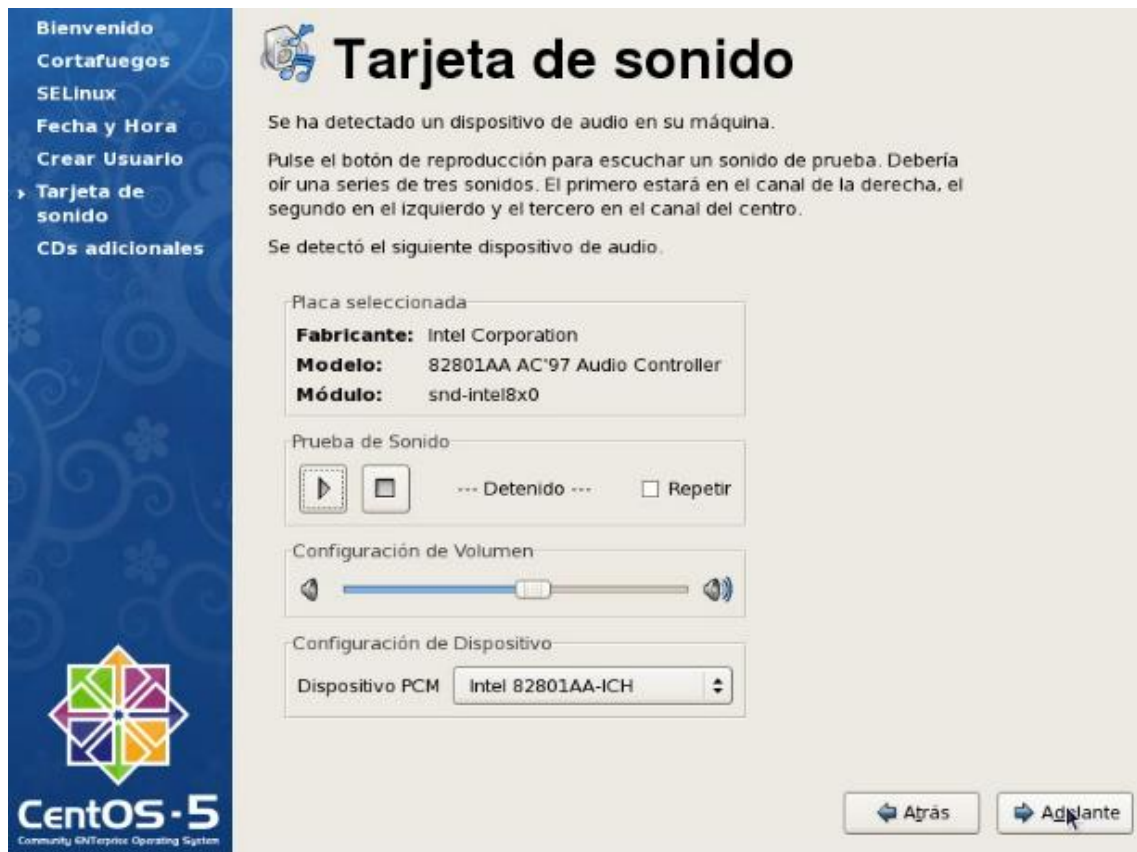 Bienvenido
Cortafuegos
SELinux
Fecha y Hora
Crear Usuario
Tarjeta de
sonido
CDs adicionales
Tarjeta de sonido
Se ha detectado un dispositivo de audio en su máquina.
Pulse el botón de reproducción para escuchar un sonido de prueba. Debería
oír una series de tres sonidos. El primero estará en el canal de la derecha, el
segundo en el izquierdo y el tercero en el canal del centro.
Se detectó el siguiente dispositivo de audio.
Placa seleccionada
Fabricante: Intel Corporation
Modelo: 82801AA AC'97 Audio Controller
Módulo: snd-intel8x0
Prueba de Sonido
--- Detenido --- Repetir
Configuración de Volumen
Configuración de Dispositivo
Dispositivo PCM Intel 82801AA-ICH
Atrás Adelante
CentOS-5
Community ENTerprise Operating System